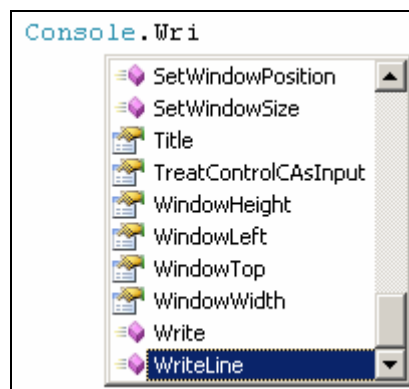 Console.Wri
SetWindowPosition
SetWindowSize
Title
TreatControlCAsInput
WindowHeight
WindowLeft
WindowTop
WindowWidth
Write
WriteLine